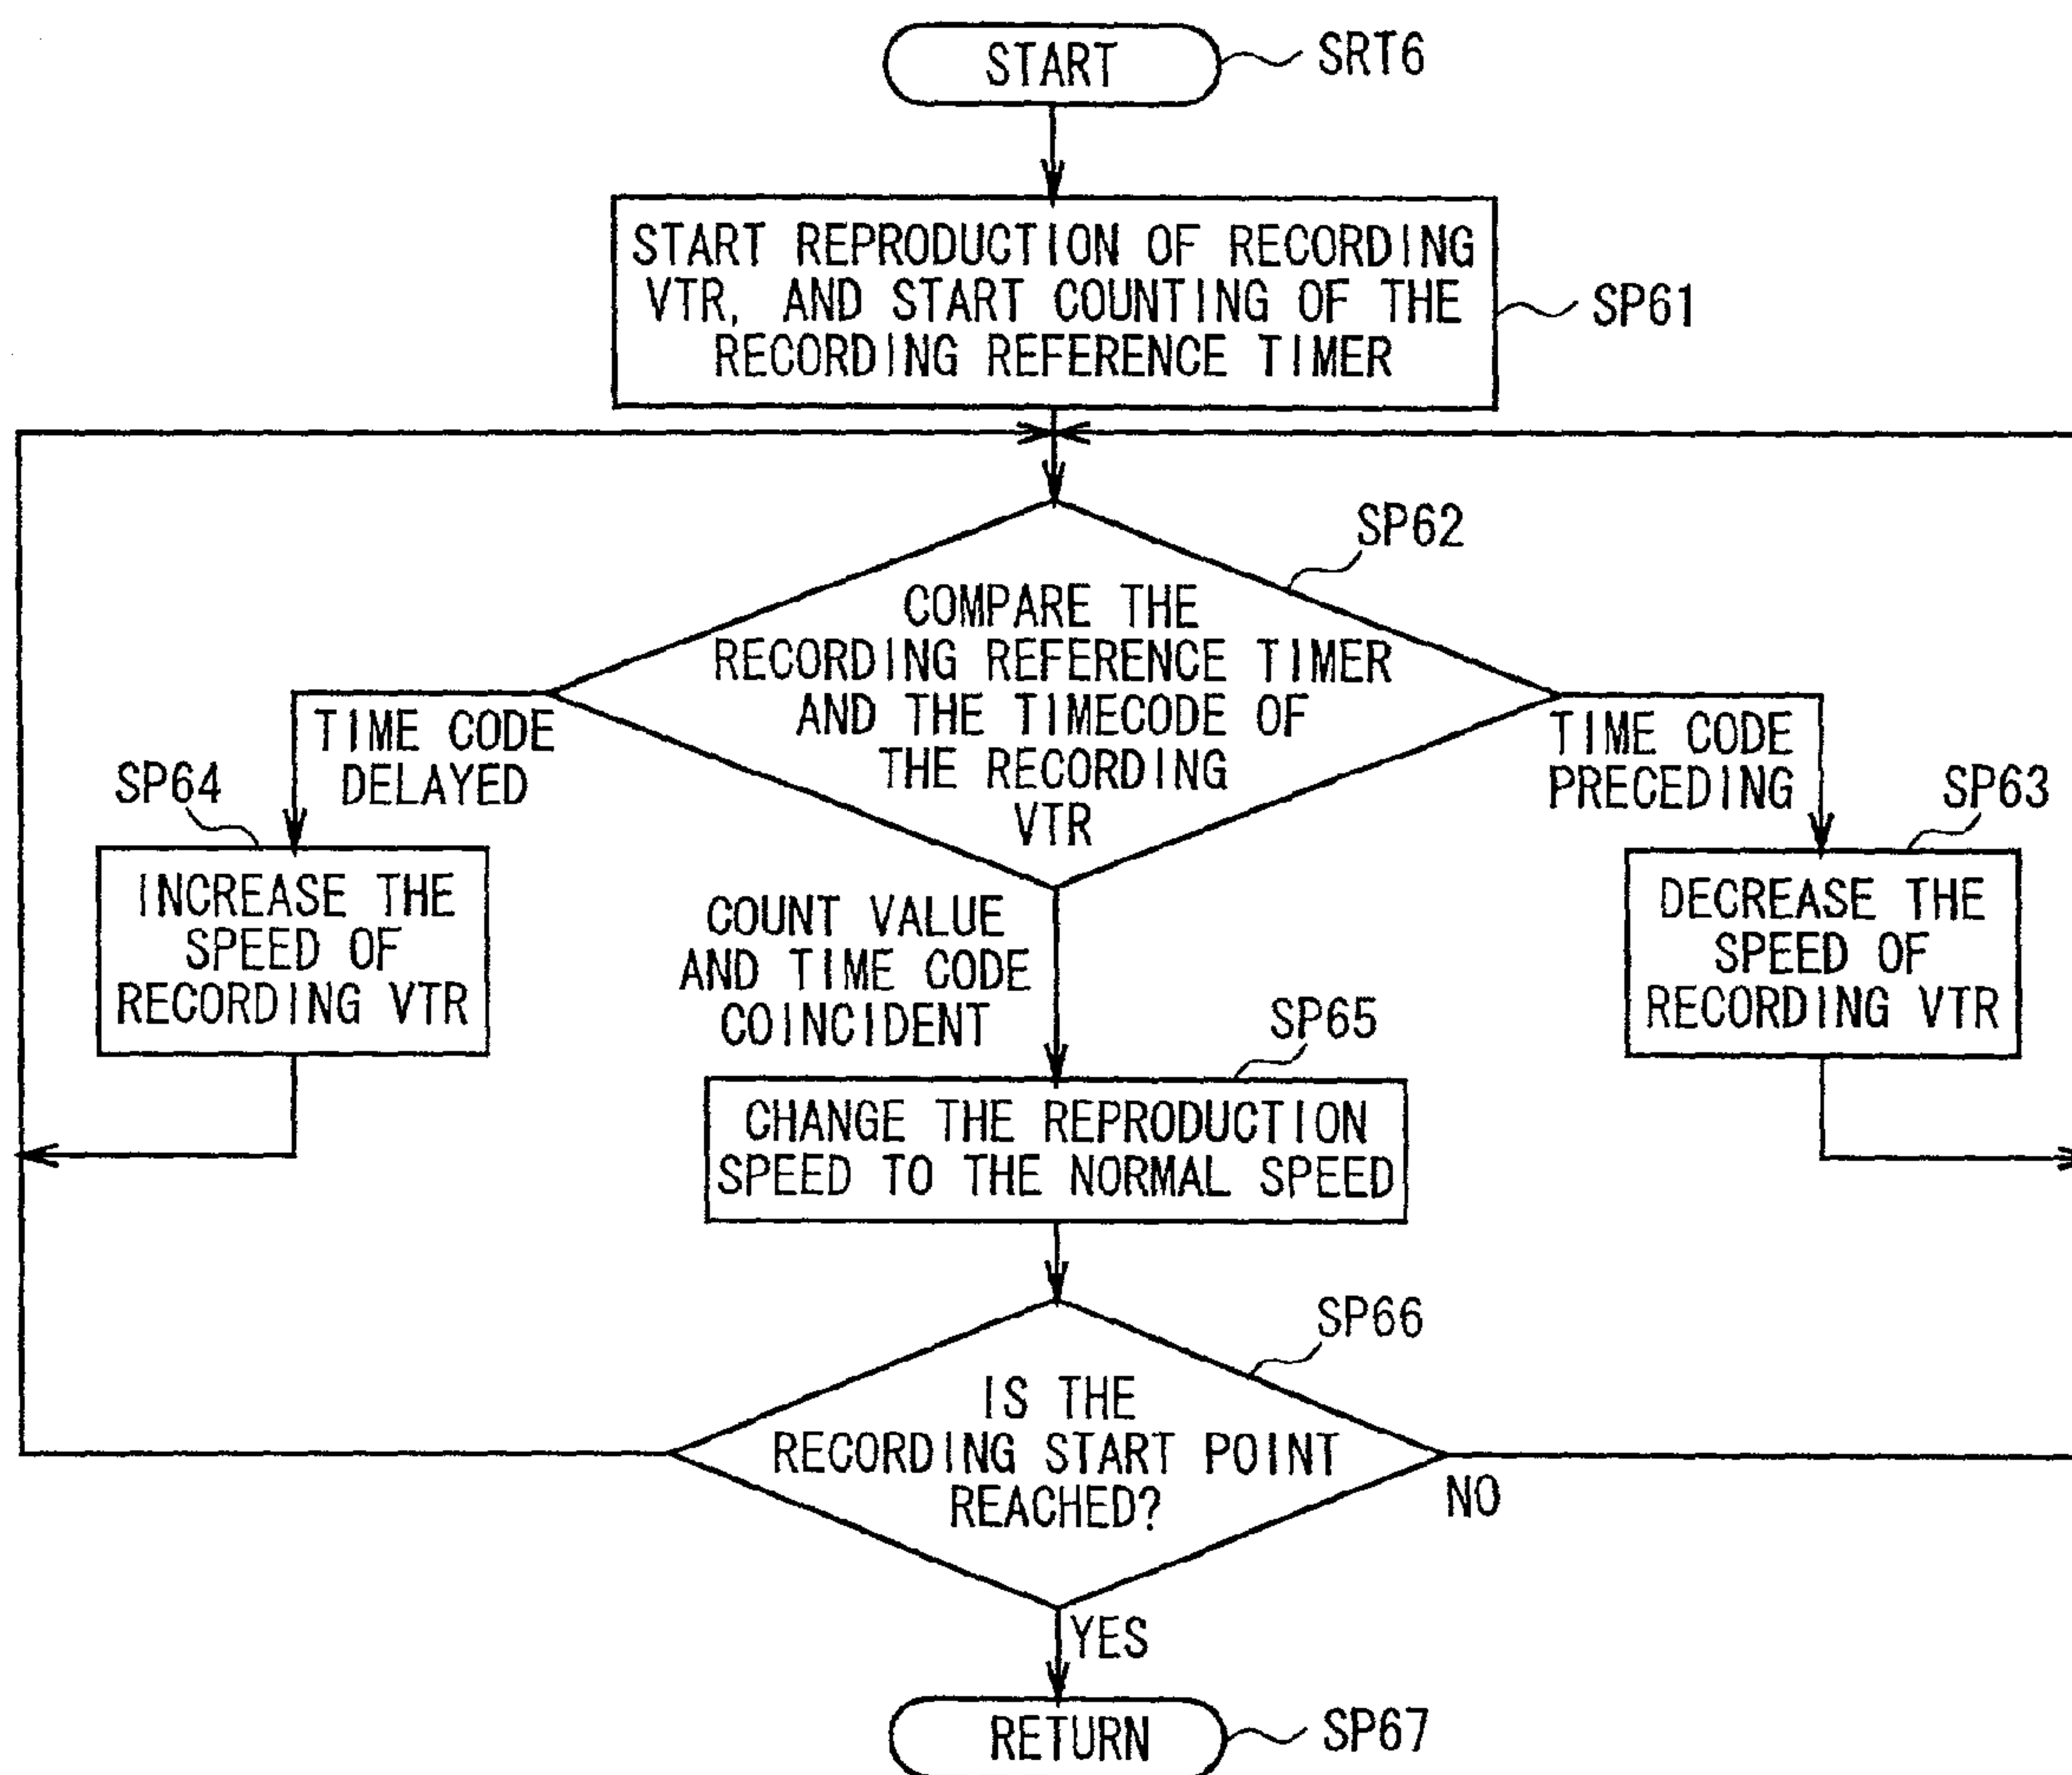 START
SRT6
START REPRODUCTION OF RECORDING
VTR, AND START COUNTING OF THE
RECORDING REFERENCE TIMER
SP61
SP62
COMPARE THE
RECORDING REFERENCE TIMER
AND THE TIMECODE OF
THE RECORDING
VTR
TIME CODE
DELAYED
TIME CODE
PRECEDING
SP64
SP63
INCREASE THE
SPEED OF
RECORDING VTR
COUNT VALUE
AND TIME CODE
COINCIDENT
DECREASE THE
SPEED OF
RECORDING VTR
SP65
CHANGE THE REPRODUCTION
SPEED TO THE NORMAL SPEED
SP66
IS THE
RECORDING START POINT
REACHED?
NO
YES
RETURN
SP67